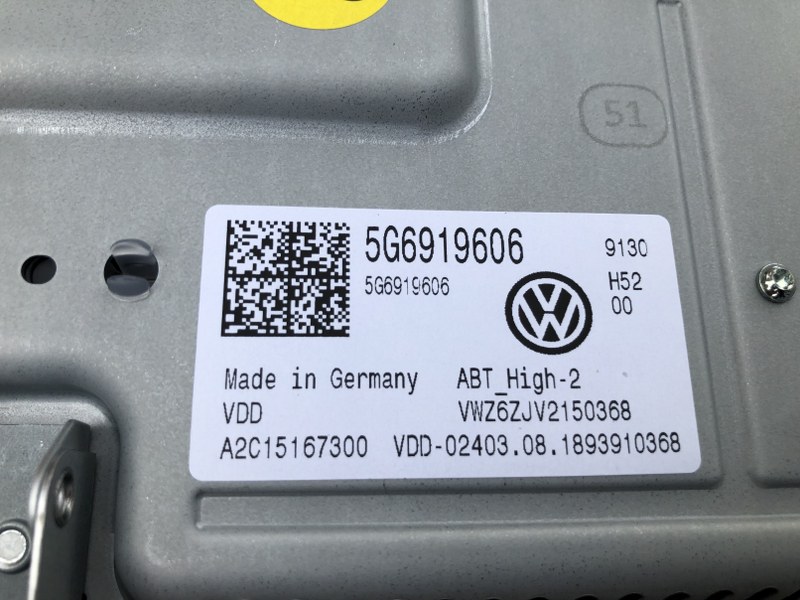 51
5G6919606
9130
5G6919606
H52
00
Made in Germany ABT_High-2
VDD VWZ6ZJV2150368
A2C15167300 VDD-02403.08.1893910368